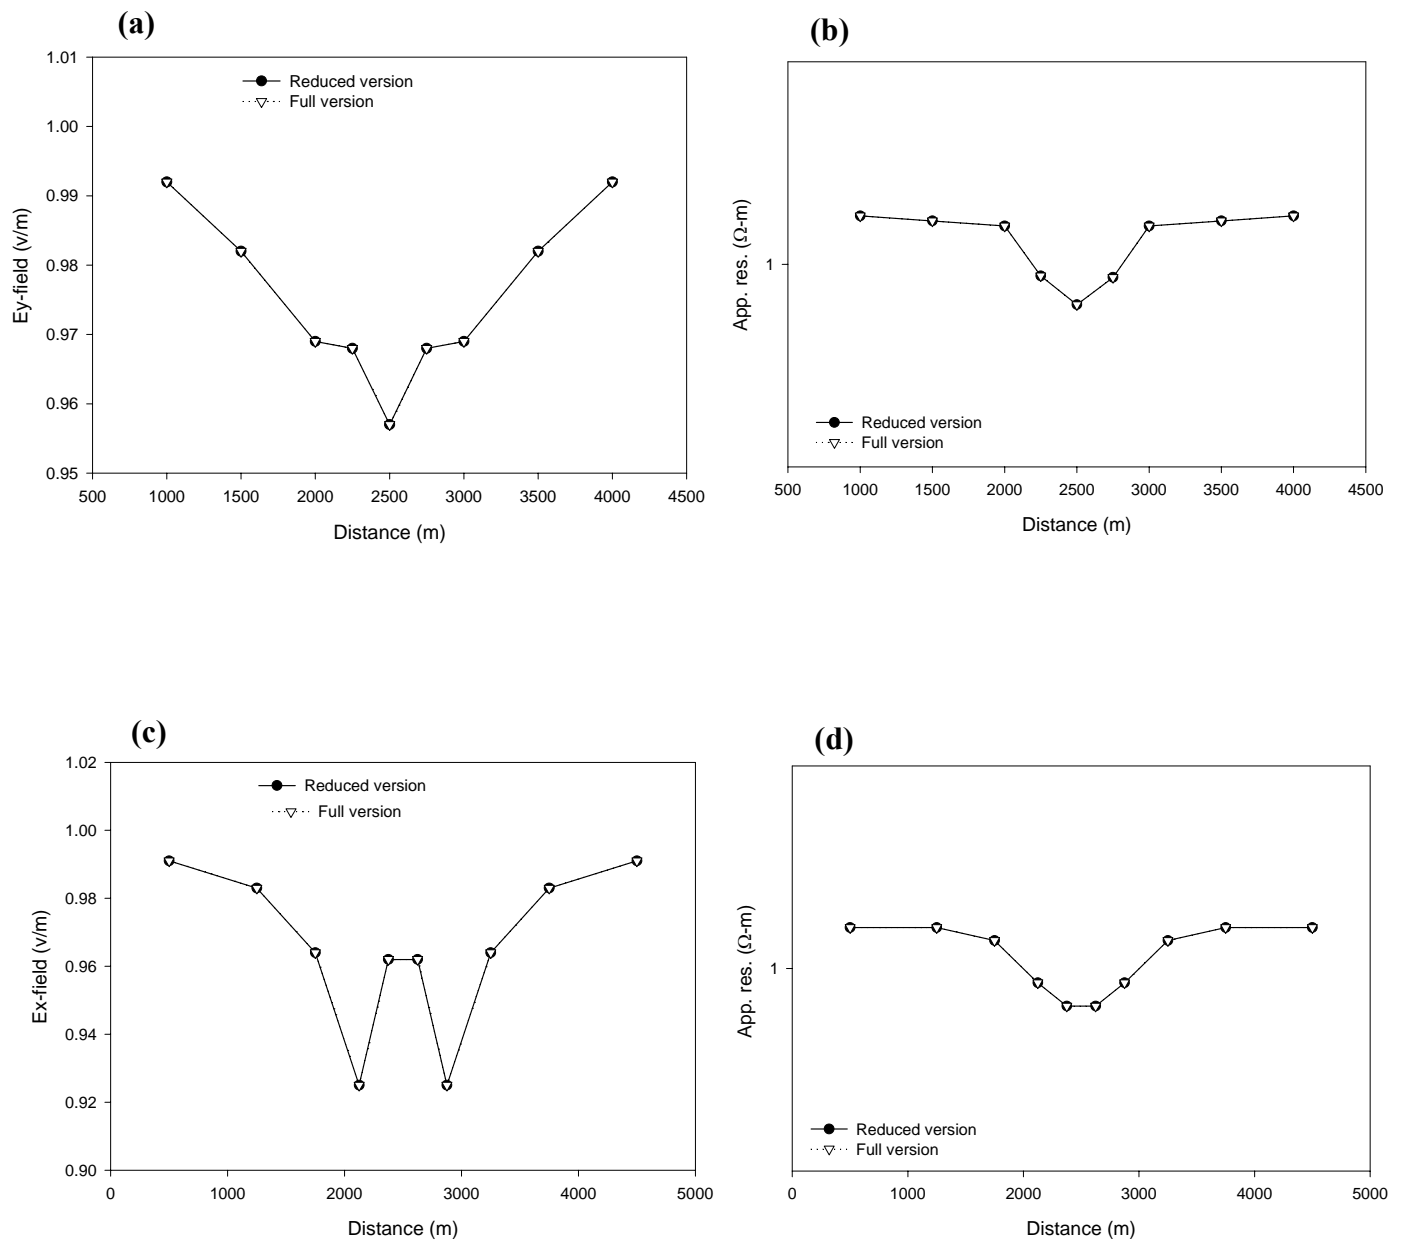 (a)
1.01
1.00
0.99
0.98
0.97
0.96
0.95
Ey-field (v/m)
Reduced version
Full version
500 1000 1500 2000 2500 3000 3500 4000 4500
Distance (m)
(b)
1
App. res. (Ω-m)
Reduced version
Full version
500 1000 1500 2000 2500 3000 3500 4000 4500
Distance (m)
(c)
1.02
1.00
0.98
0.96
0.94
0.92
0.90
Ex-field (v/m)
Reduced version
Full version
0 1000 2000 3000 4000 5000
Distance (m)
(d)
1
App. res. (Ω-m)
Reduced version
Full version
0 1000 2000 3000 4000 5000
Distance (m)